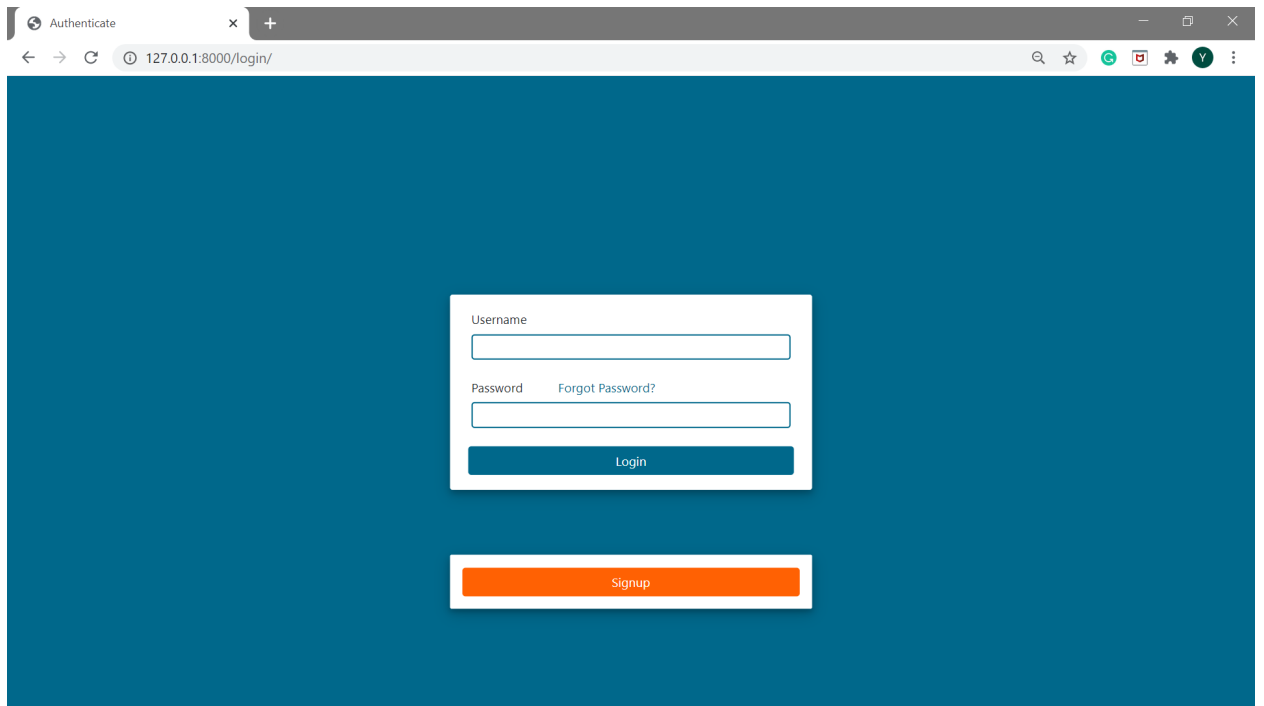 Authenticate
127.0.0.1:8000/login/
Y
Username
Password Forgot Password?
Login
Signup